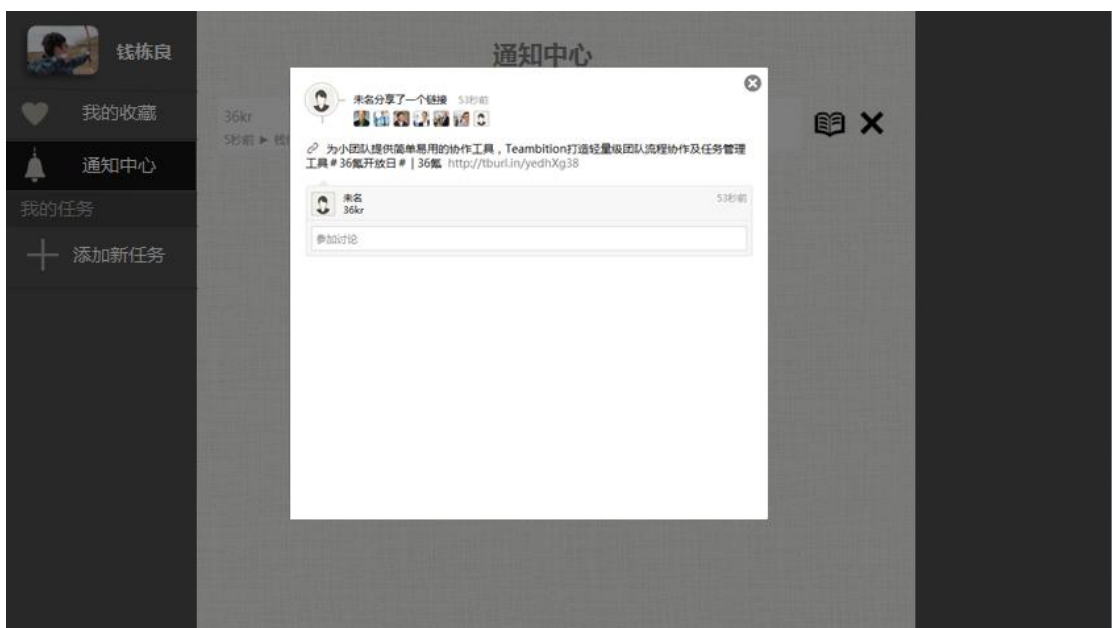 钱栋良
我的收藏
通知中心
我的任务
添加新任务
通知中心
36kr
5秒前 ▶
未名分享了一个链接 53秒前
为小团队提供简单易用的协作工具，Teambition打造轻量级团队流程协作及任务管理
工具#36氪开放日# | 36氪 http://tburl.in/yedhXg38
未名 53秒前
36kr
参加讨论